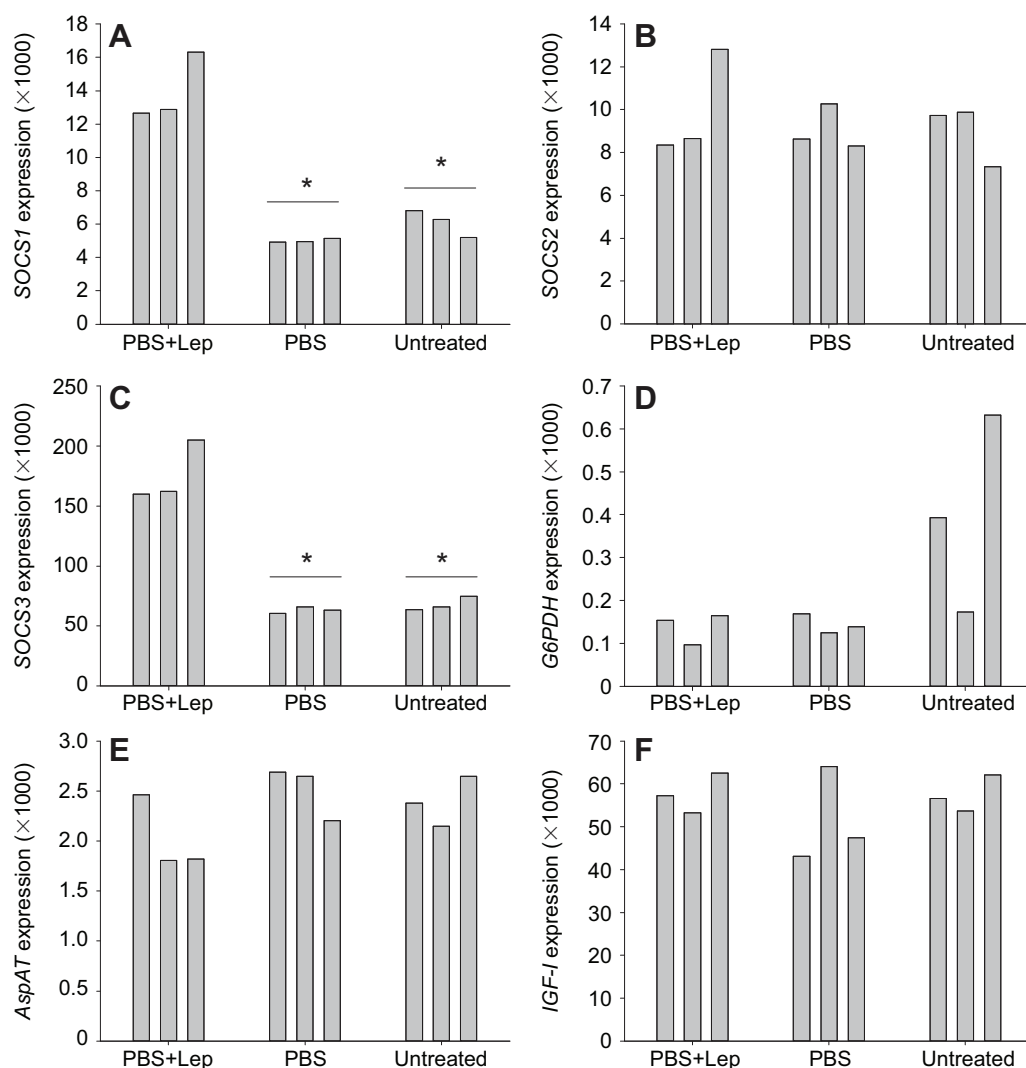 A
SOCS1 expression (×1000)
18
16
14
12
10
8
6
4
2
0
*
*
PBS+Lep PBS Untreated
B
SOCS2 expression (×1000)
14
12
10
8
6
4
2
0
PBS+Lep PBS Untreated
C
SOCS3 expression (×1000)
250
200
150
100
50
0
*
*
PBS+Lep PBS Untreated
D
G6PDH expression (×1000)
0.7
0.6
0.5
0.4
0.3
0.2
0.1
0
PBS+Lep PBS Untreated
E
AspAT expression (×1000)
3.0
2.5
2.0
1.5
1.0
0.5
0
PBS+Lep PBS Untreated
F
IGF-I expression (×1000)
70
60
50
40
30
20
10
0
PBS+Lep PBS Untreated